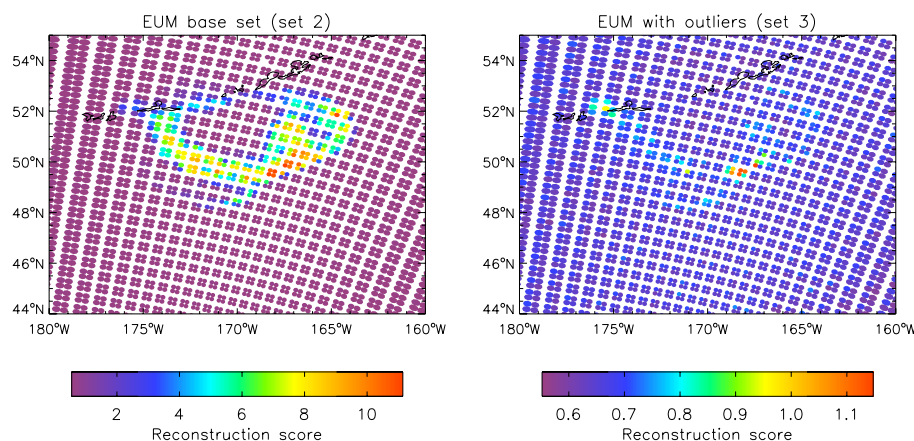 EUM base set (set 2)
54°N
52°N
50°N
48°N
46°N
44°N
180°W 175°W 170°W 165°W 160°W
2 4 6 8 10
Reconstruction score
EUM with outliers (set 3)
54°N
52°N
50°N
48°N
46°N
44°N
180°W 175°W 170°W 165°W 160°W
0.6 0.7 0.8 0.9 1.0 1.1
Reconstruction score